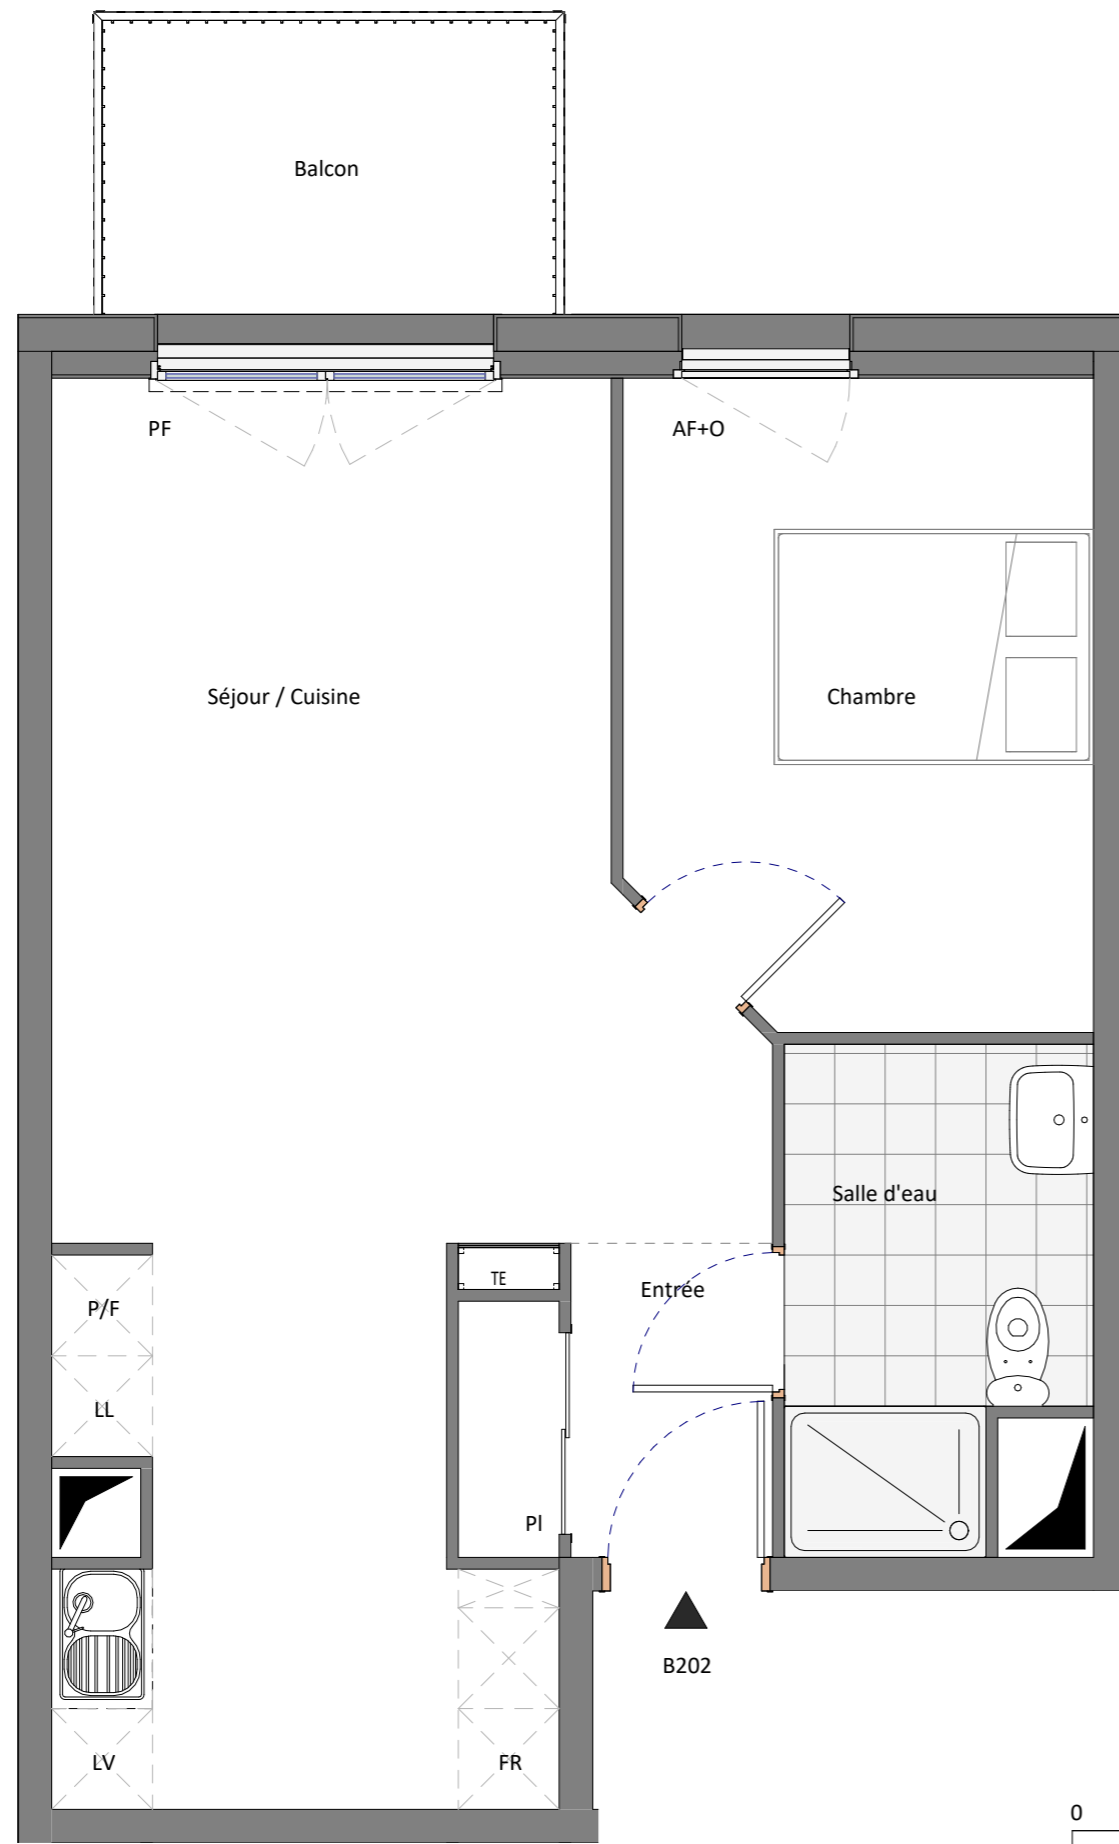 Balcon
PF
AF+O
Séjour / Cuisine
Chambre
Salle d'eau
TE
Entrée
P/F
LL
Pl
B202
LV
FR
0